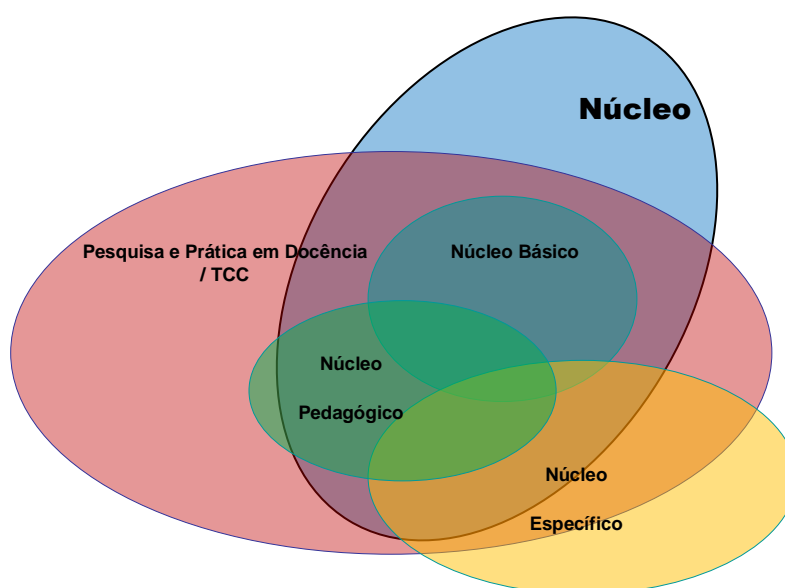 Núcleo
Pesquisa e Prática em Docência
/ TCC
Núcleo Básico
Núcleo
Pedagógico
Núcleo
Específico